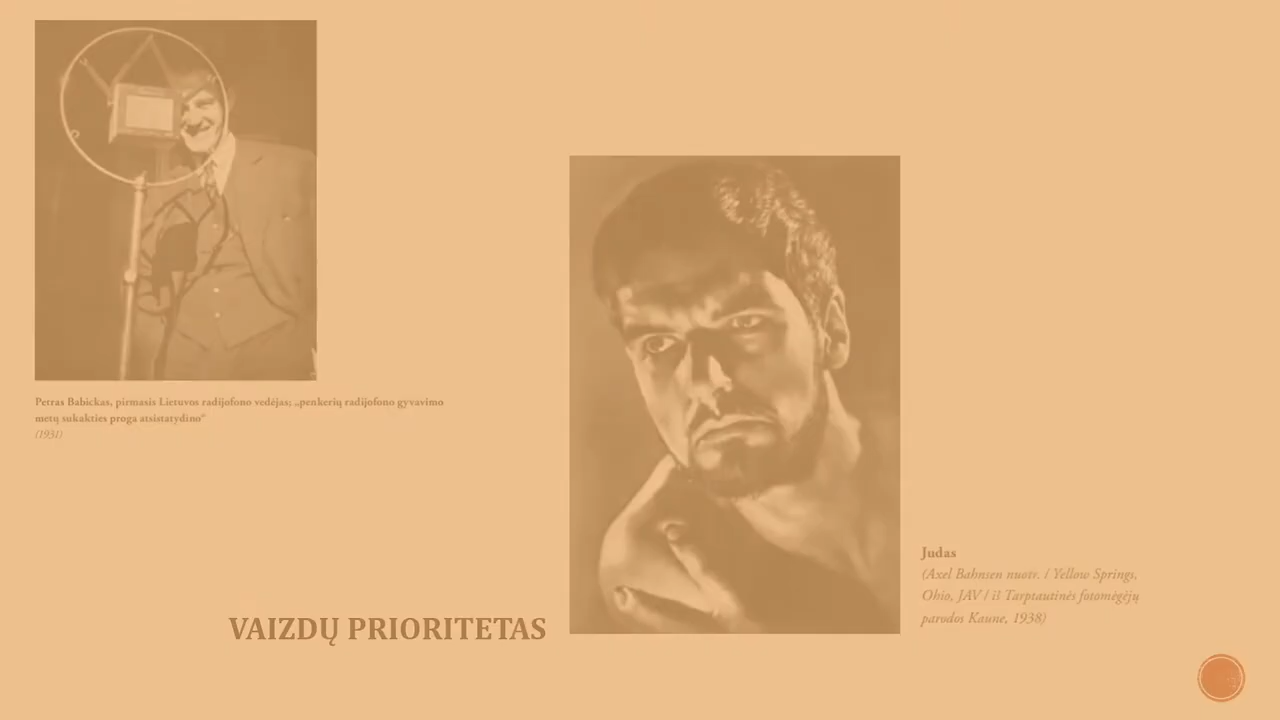 Petras Babickas, pirmasis Lietuvos radijofono vedėjas; „penkerių radijofono gyvavimo
metų sukakties proga atsistatydino“
(1931)
VAIZDŲ PRIORITETAS
Judas
(Axel Bahnsen nuotr. / Yellow Springs,
Ohio, JAV / iš Tarptautinės fotomėgėjų
parodos Kaune, 1938)